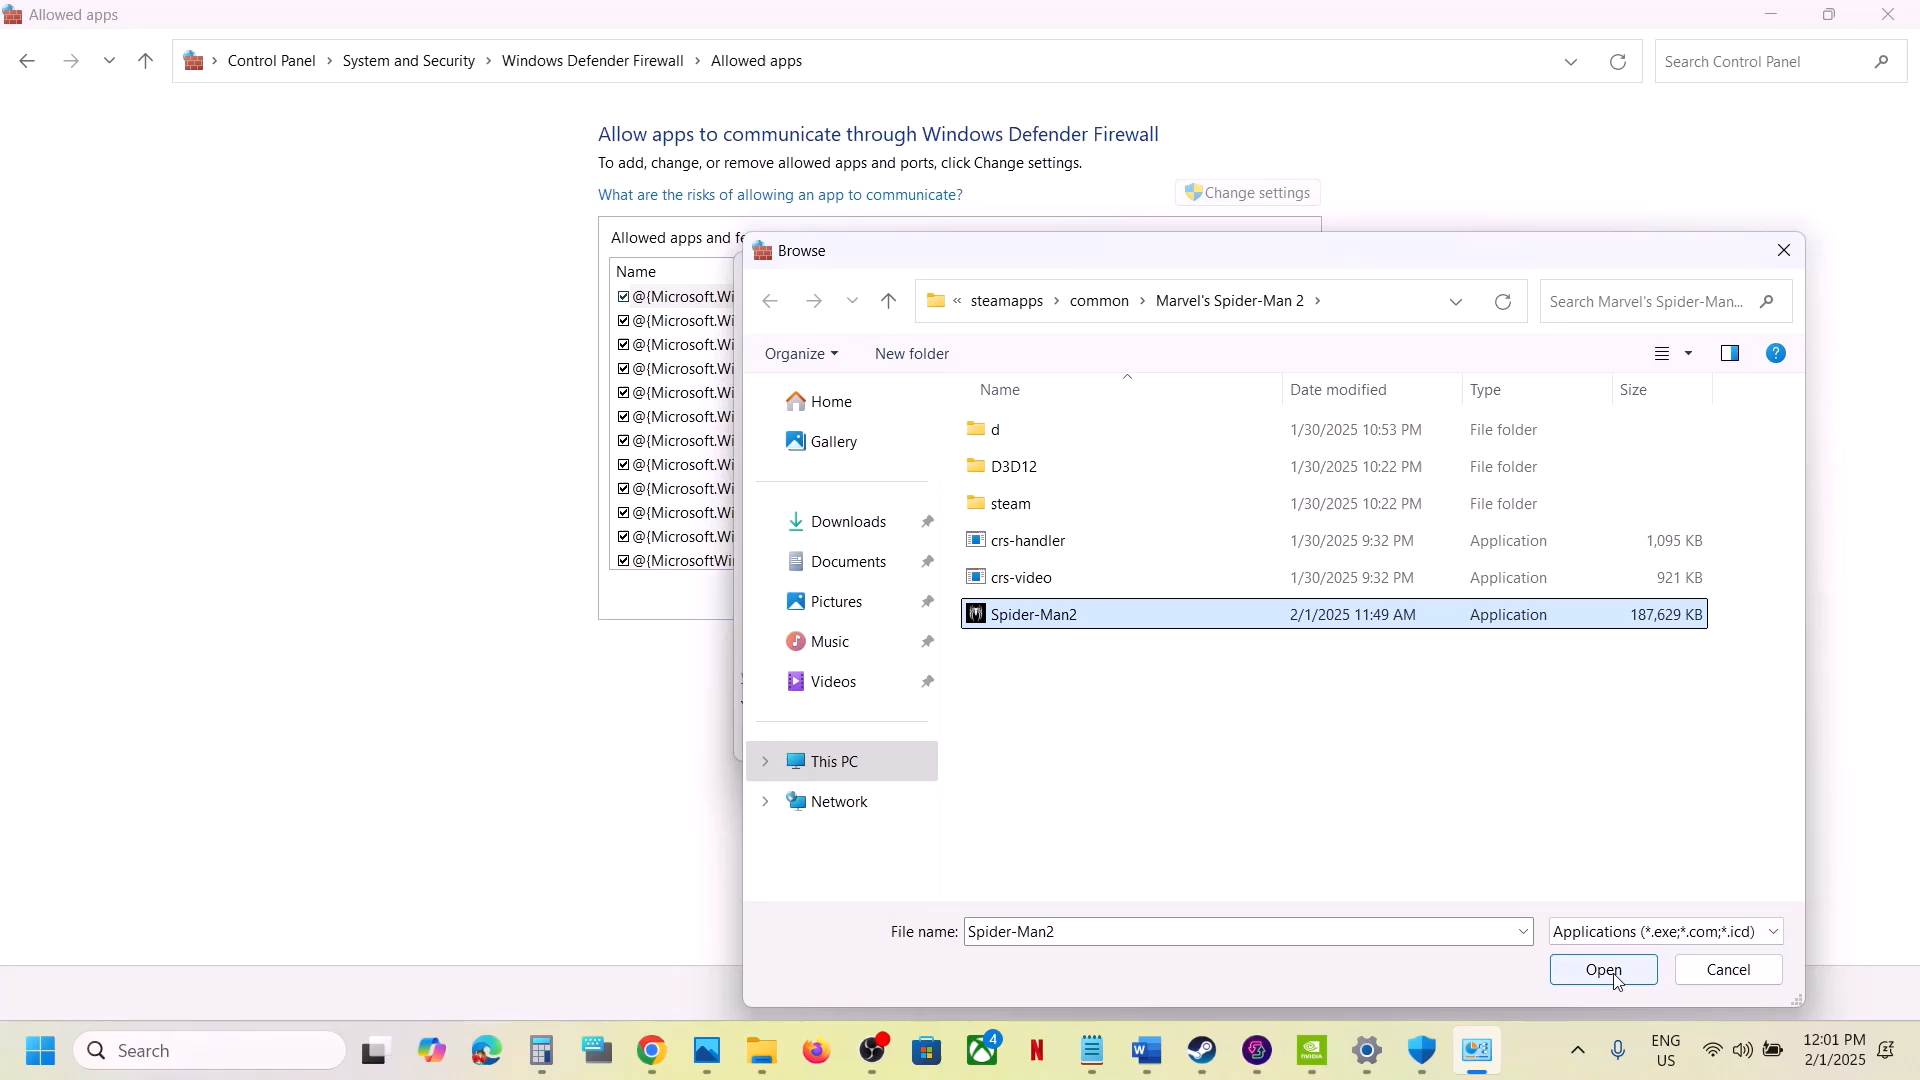 Allowed apps
Control Panel > System and Security > Windows Defender Firewall > Allowed apps
Search Control Panel
Allow apps to communicate through Windows Defender Firewall
To add, change, or remove allowed apps and ports, click Change settings.
What are the risks of allowing an app to communicate?
Change settings
Allowed apps and fe
Name
@{Microsoft.Wi
@{Microsoft.Wi
@{Microsoft.Wi
@{Microsoft.Wi
@{Microsoft.Wi
@{Microsoft.Wi
@{Microsoft.Wi
@{Microsoft.Wi
@{Microsoft.Wi
@{Microsoft.Wi
@{Microsoft.Wi
@{MicrosoftWi
Browse
« steamapps > common > Marvel's Spider-Man 2 >
Search Marvel's Spider-Man...
Organize
New folder
?
Home
Gallery
Downloads
Documents
Pictures
Music
Videos
This PC
Network
Name Date modified Type Size
d 1/30/2025 10:53 PM File folder
D3D12 1/30/2025 10:22 PM File folder
steam 1/30/2025 10:22 PM File folder
crs-handler 1/30/2025 9:32 PM Application 1,095 KB
crs-video 1/30/2025 9:32 PM Application 921 KB
Spider-Man2 2/1/2025 11:49 AM Application 187,629 KB
File name: Spider-Man2
Applications (*.exe;*.com;*.icd)
Open
Cancel
Search
4
N
ENG
US
12:01 PM
2/1/2025